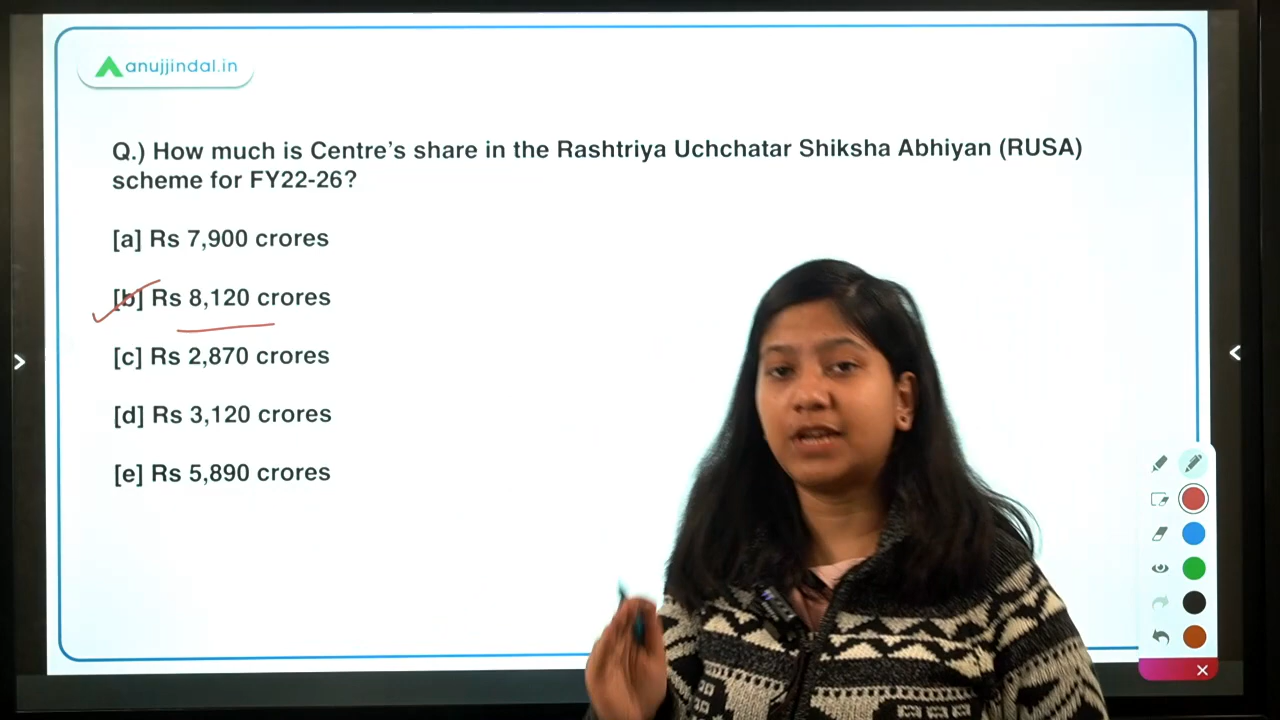 anujjindal.in
Q.) How much is Centre's share in the Rashtriya Uchchatar Shiksha Abhiyan (RUSA)
scheme for FY22-26?
[a] Rs 7,900 crores
[b] Rs 8,120 crores
[c] Rs 2,870 crores
[d] Rs 3,120 crores
[e] Rs 5,890 crores